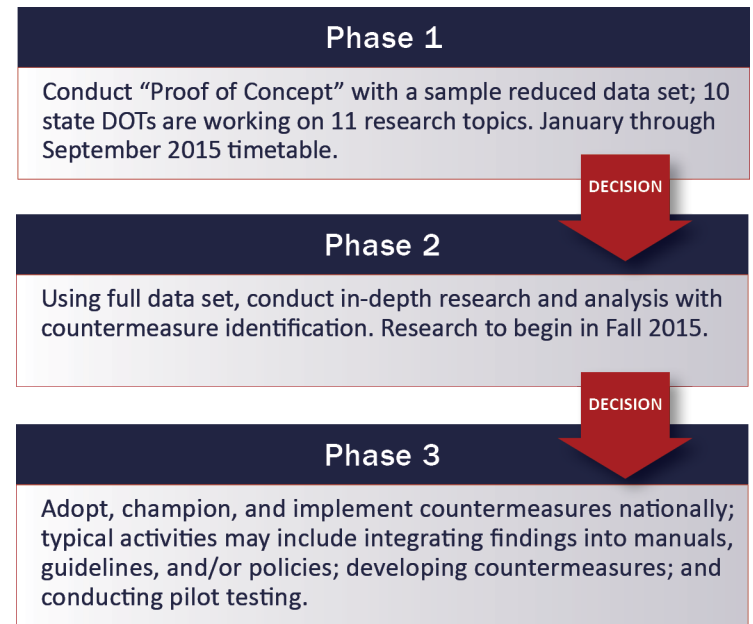 Phase 1
Conduct “Proof of Concept” with a sample reduced data set; 10
state DOTs are working on 11 research topics. January through
September 2015 timetable.
DECISION
Phase 2
Using full data set, conduct in-depth research and analysis with
countermeasure identification. Research to begin in Fall 2015.
DECISION
Phase 3
Adopt, champion, and implement countermeasures nationally;
typical activities may include integrating findings into manuals,
guidelines, and/or policies; developing countermeasures; and
conducting pilot testing.